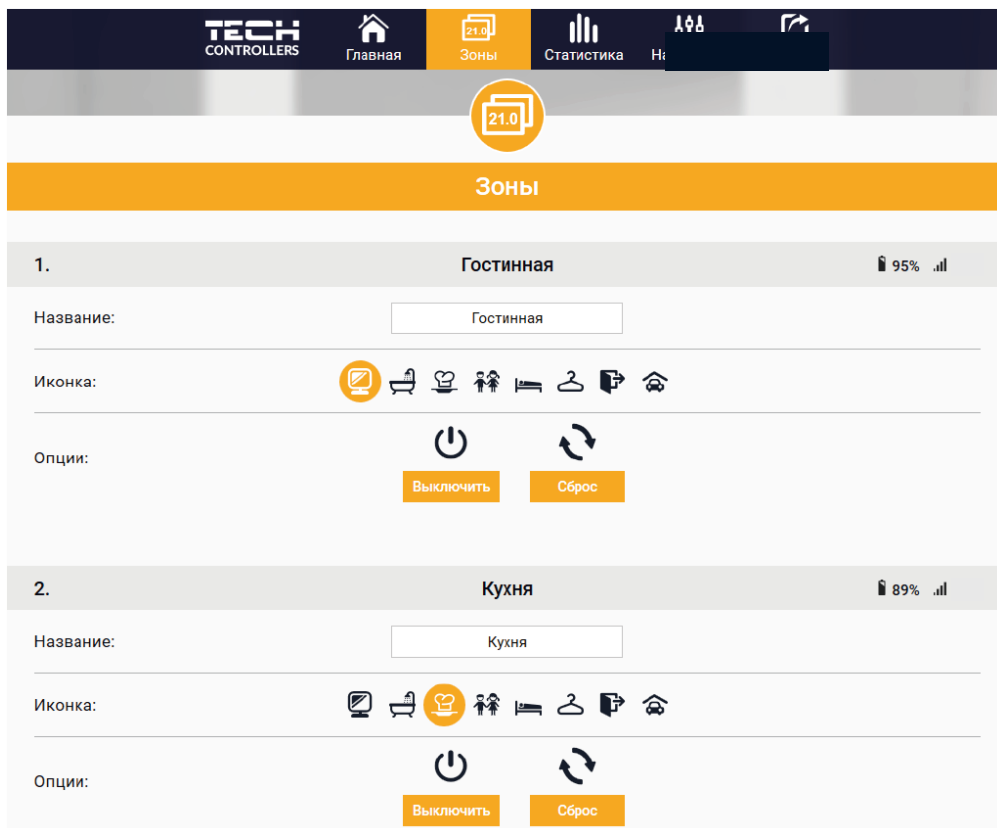 TECH
CONTROLLERS
Главная
21.0
Зоны
Статистика
21.0
Зоны
1. Гостинная 95%
Название: Гостинная
Иконка:
Опции:
Выключить Сброс
2. Кухня 89%
Название: Кухня
Иконка:
Опции:
Выключить Сброс